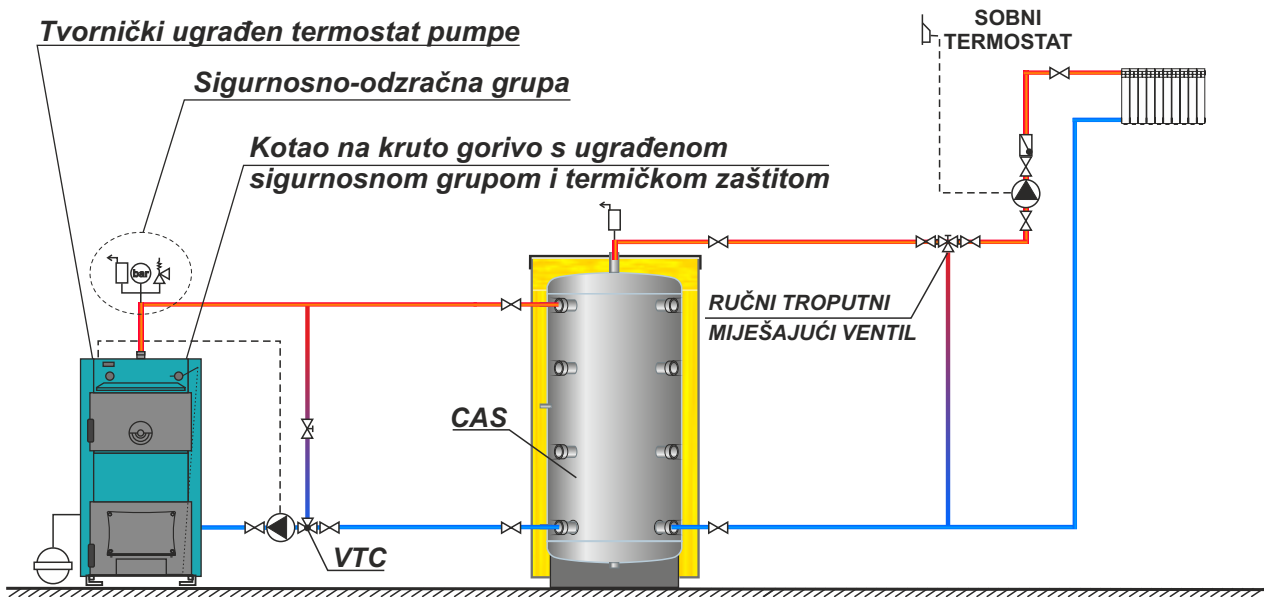 Tvornički ugrađen termostat pumpe
Sigurnosno-odzračna grupa
Kotao na kruto gorivo s ugrađenom
sigurnosnom grupom i termičkom zaštitom
SOBNI
TERMOSTAT
bar
RUČNI TROPUTNI
MIJEŠAJUĆI VENTIL
CAS
VTC